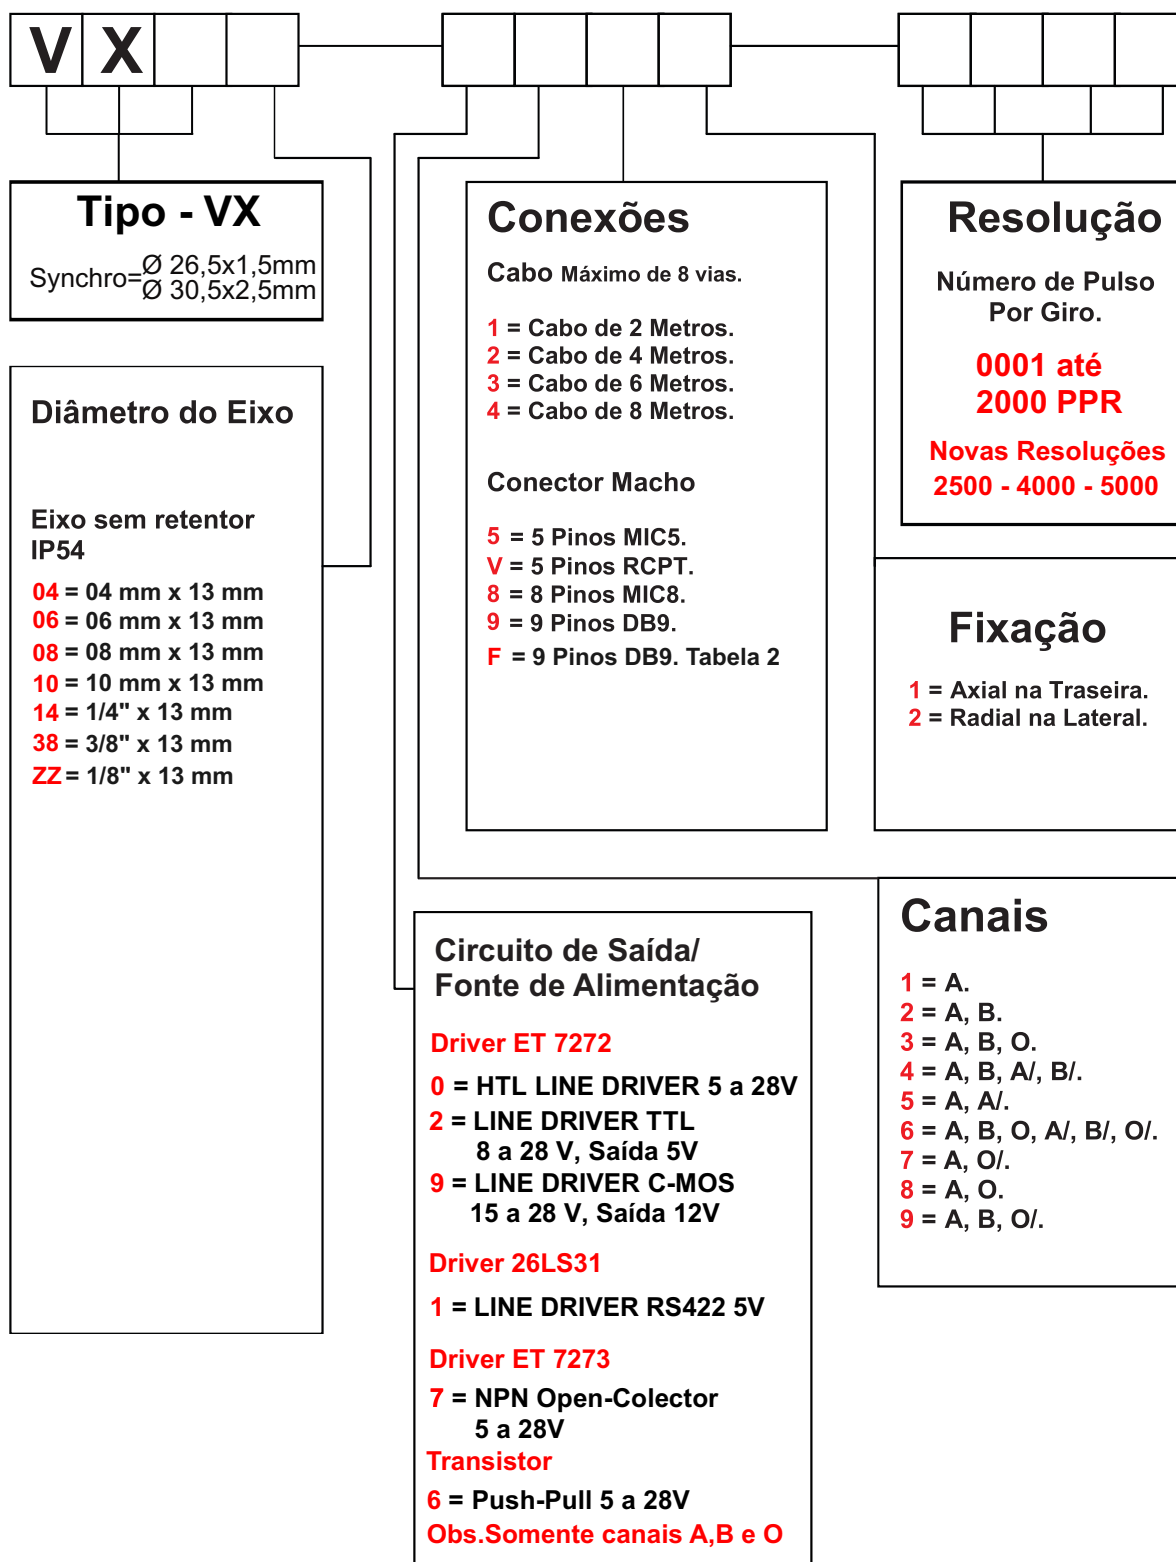 V X
Tipo - VX
Synchro= Ø 26,5x1,5mm
Ø 30,5x2,5mm
Diâmetro do Eixo
Eixo sem retentor
IP54
04 = 04 mm x 13 mm
06 = 06 mm x 13 mm
08 = 08 mm x 13 mm
10 = 10 mm x 13 mm
14 = 1/4" x 13 mm
38 = 3/8" x 13 mm
ZZ = 1/8" x 13 mm
Conexões
Cabo Máximo de 8 vias.
1 = Cabo de 2 Metros.
2 = Cabo de 4 Metros.
3 = Cabo de 6 Metros.
4 = Cabo de 8 Metros.
Conector Macho
5 = 5 Pinos MIC5.
V = 5 Pinos RCPT.
8 = 8 Pinos MIC8.
9 = 9 Pinos DB9.
F = 9 Pinos DB9. Tabela 2
Resolução
Número de Pulso
Por Giro.
0001 até
2000 PPR
Novas Resoluções
2500 - 4000 - 5000
Fixação
1 = Axial na Traseira.
2 = Radial na Lateral.
Circuito de Saída/
Fonte de Alimentação
Driver ET 7272
0 = HTL LINE DRIVER 5 a 28V
2 = LINE DRIVER TTL
8 a 28 V, Saída 5V
9 = LINE DRIVER C-MOS
15 a 28 V, Saída 12V
Driver 26LS31
1 = LINE DRIVER RS422 5V
Driver ET 7273
7 = NPN Open-Colector
5 a 28V
Transistor
6 = Push-Pull 5 a 28V
Obs.Somente canais A,B e O
Canais
1 = A.
2 = A, B.
3 = A, B, O.
4 = A, B, A/, B/.
5 = A, A/.
6 = A, B, O, A/, B/, O/.
7 = A, O/.
8 = A, O.
9 = A, B, O/.